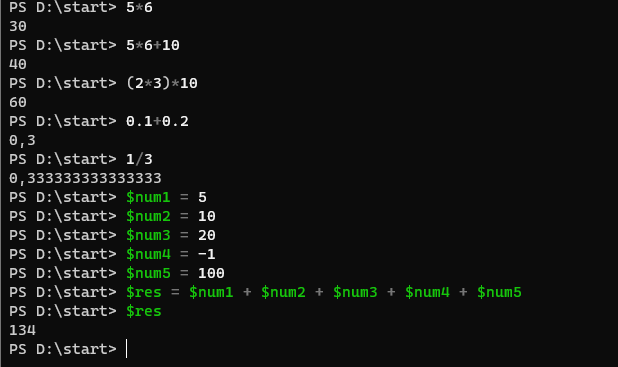 PS D:\start> 5*6
30
PS D:\start> 5*6+10
40
PS D:\start> (2*3)*10
60
PS D:\start> 0.1+0.2
0,3
PS D:\start> 1/3
0,333333333333333
PS D:\start> $num1 = 5
PS D:\start> $num2 = 10
PS D:\start> $num3 = 20
PS D:\start> $num4 = -1
PS D:\start> $num5 = 100
PS D:\start> $res = $num1 + $num2 + $num3 + $num4 + $num5
PS D:\start> $res
134
PS D:\start>